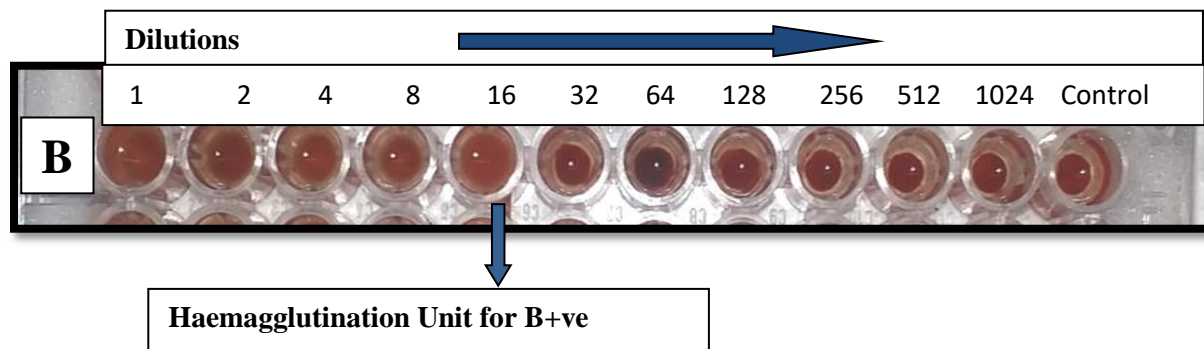 Dilutions
1 2 4 8 16 32 64 128 256 512 1024 Control
B
Haemagglutination Unit for B+ve